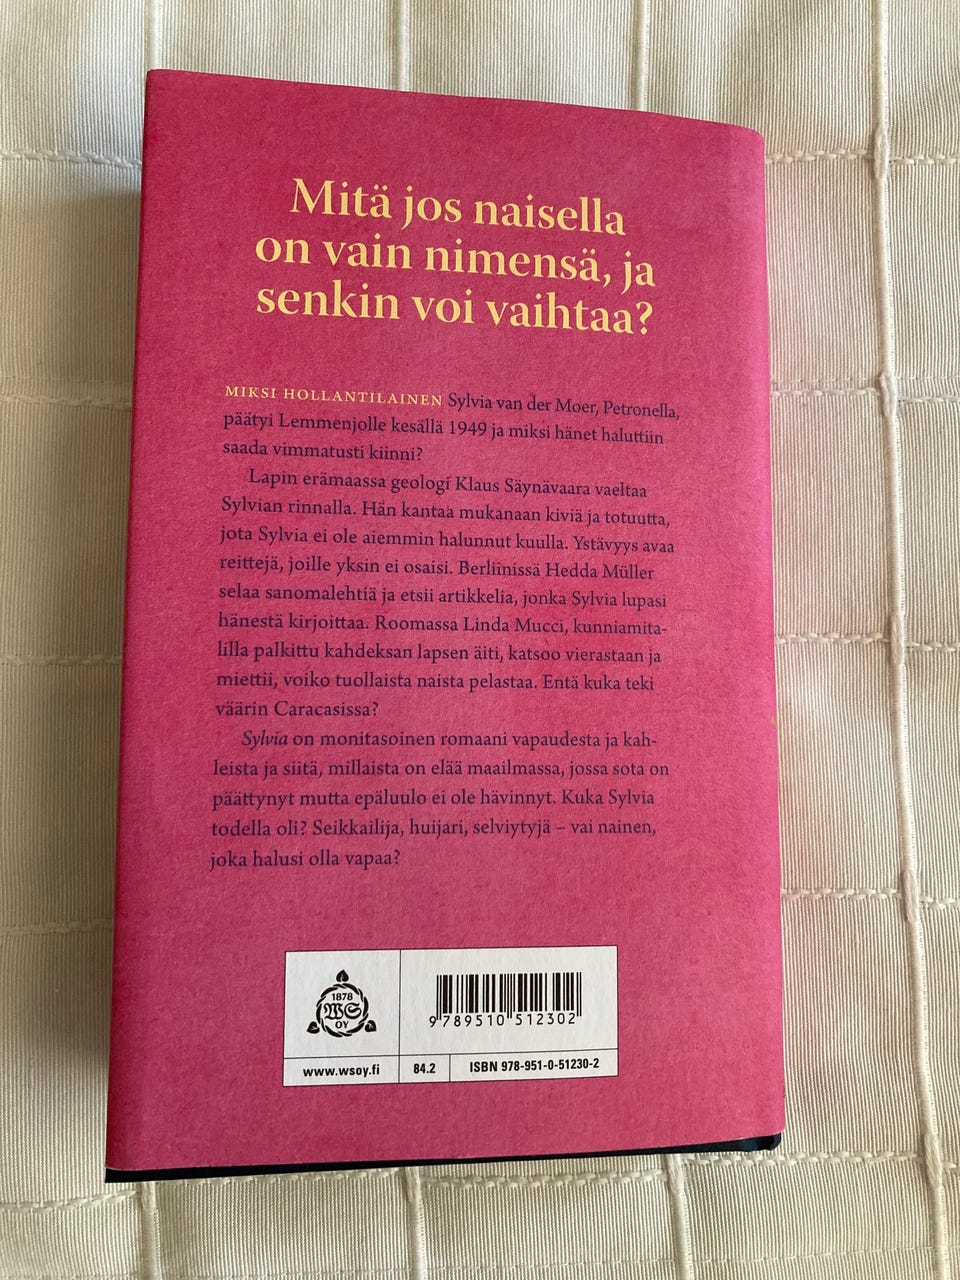 Mitä jos naisella
on vain nimensä, ja
senkin voi vaihtaa?
MIKSI HOLLANTILAINEN Sylvia van der Moer, Petronella,
päätyi Lemmenjolle kesällä 1949 ja miksi hänet haluttiin
saada vimmatusti kiinni?
Lapin erämaassa geologi Klaus Säynävaara vaeltaa
Sylvian rinnalla. Hän kantaa mukanaan kiviä ja totuutta,
jota Sylvia ei ole aiemmin halunnut kuulla. Ystävyys avaa
reittejä, joille yksin ei osaisi. Berliinissä Hedda Müller
selaa sanomalehtiä ja etsii artikkelia, jonka Sylvia lupasi
hänestä kirjoittaa. Roomassa Linda Mucci, kunniamita-
lilla palkittu kahdeksan lapsen äiti, katsoo vierastaan ja
miettii, voiko tuollaista naista pelastaa. Entä kuka teki
väärin Caracasissa?
Sylvia on monitasoinen romaani vapaudesta ja kah-
leista ja siitä, millaista on elää maailmassa, jossa sota on
päättynyt mutta epäluulo ei ole hävinnyt. Kuka Sylvia
todella oli? Seikkailija, huijari, selviytyjä – vai nainen,
joka halusi olla vapaa?
1878
WS
OY
9 789510 512302
www.wsoy.fi
84.2
ISBN 978-951-0-51230-2